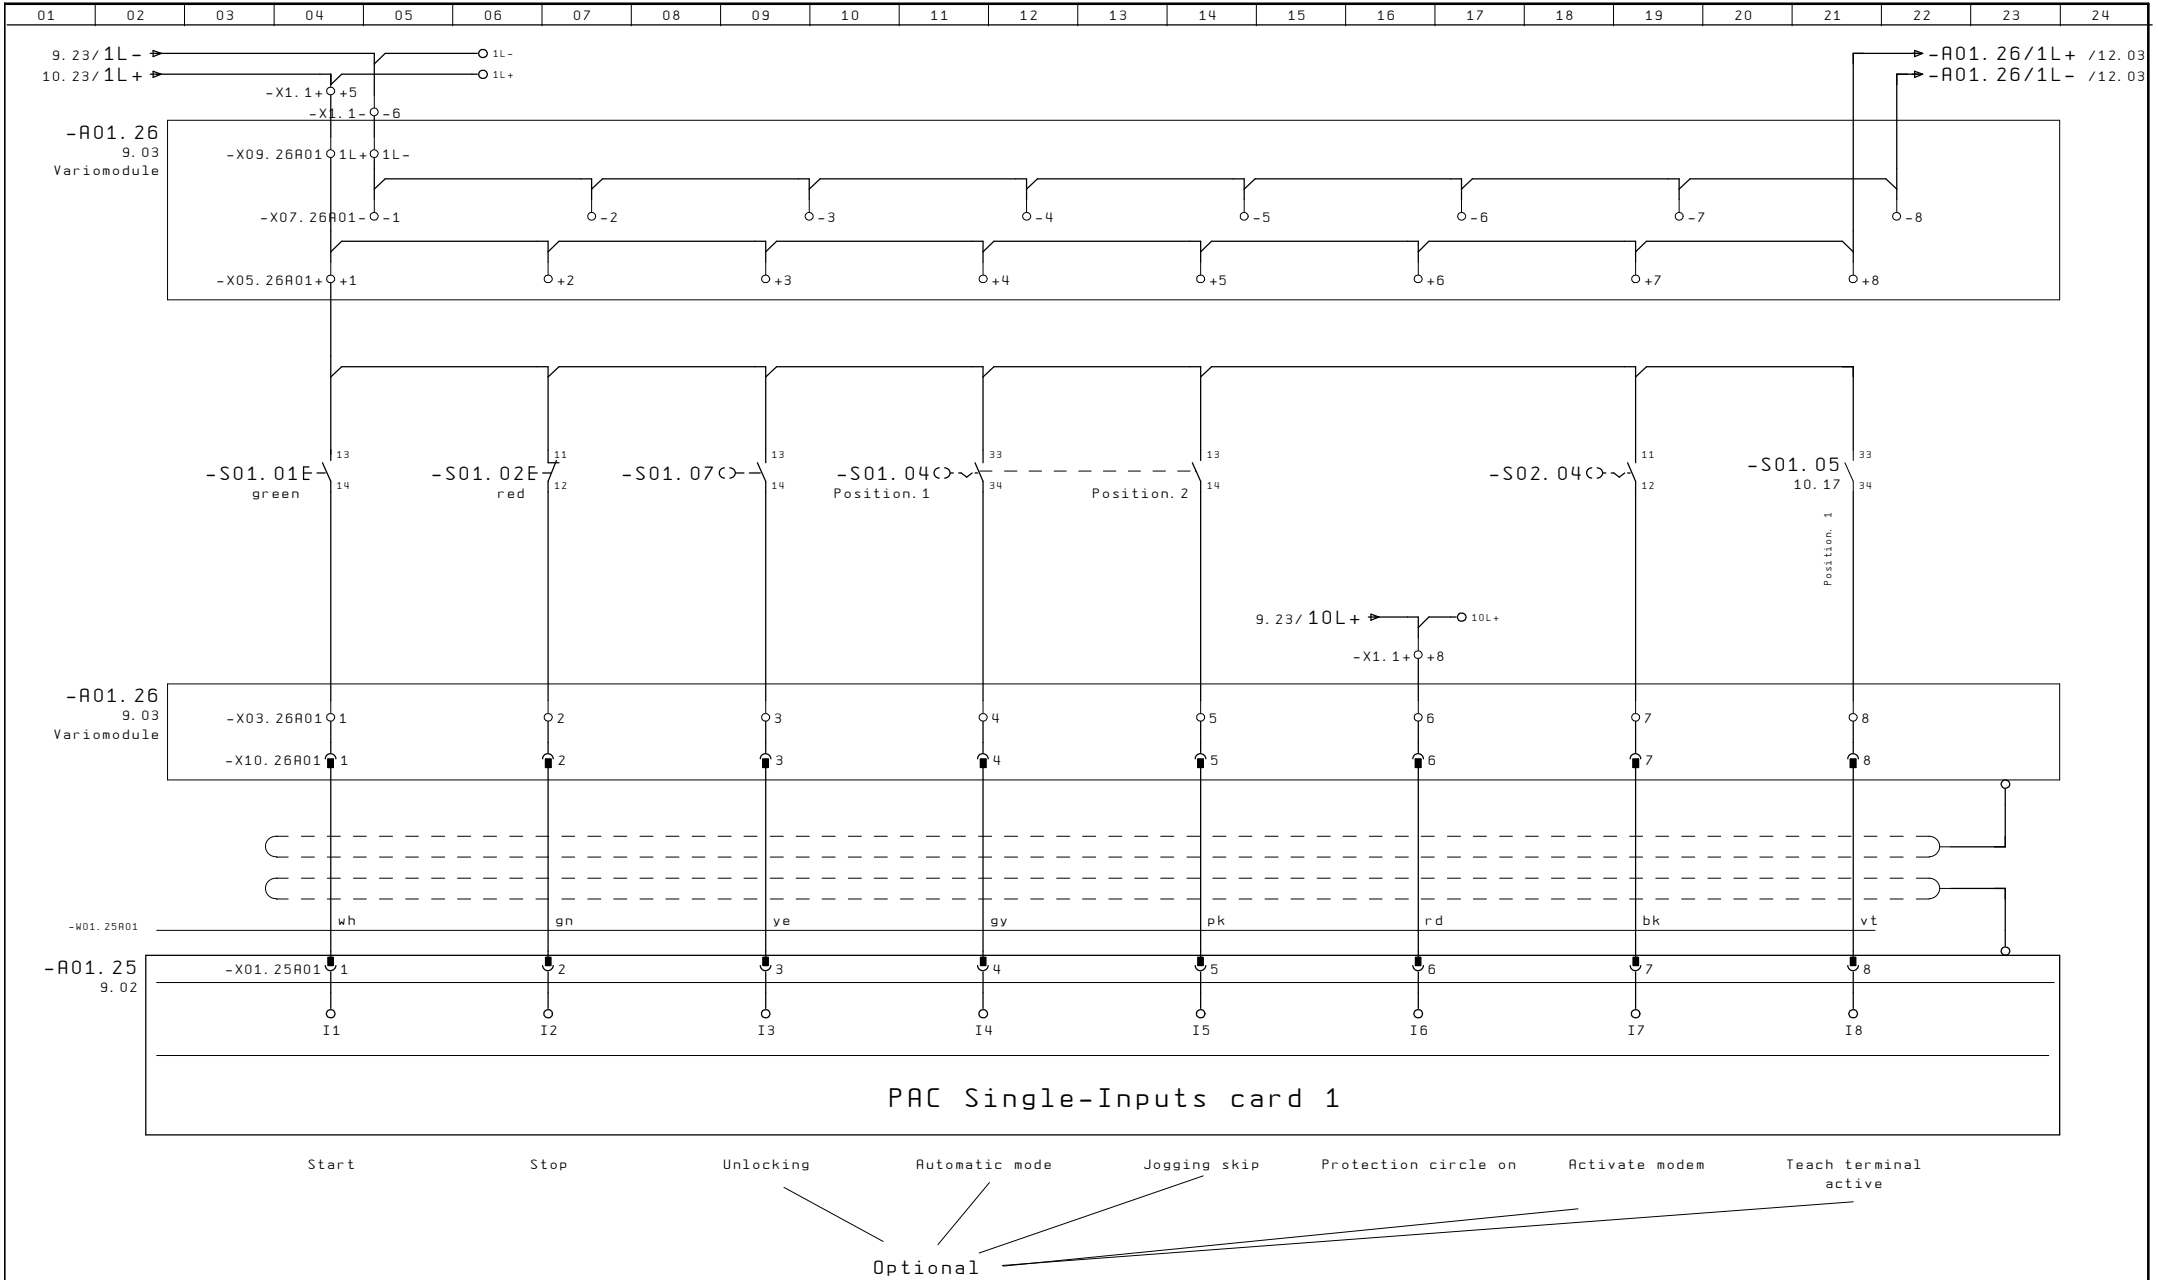 01 02 03 04 05 06 07 08 09 10 11 12 13 14 15 16 17 18 19 20 21 22 23 24
9.23/1L- 1L- -A01.26/1L+ /12.03
10.23/1L+ 1L+ -A01.26/1L- /12.03
-X1.1+ +5
-X1.1- -6
-A01.26
9.03
Variomodule
-X09.26A01 1L+ 1L-
-X07.26A01- -1 -2 -3 -4 -5 -6 -7 -8
-X05.26A01+ +1 +2 +3 +4 +5 +6 +7 +8
13 11 13 33 13 11 33
-S01.01E -S01.02E -S01.07 -S01.04 -S02.04 -S01.05
14 12 14 34 14 12 10.17 34
green red Position.1 Position.2
Position. 1
9.23/10L+ 10L+
-X1.1+ +8
-A01.26
9.03
Variomodule
-X03.26A01 1 2 3 4 5 6 7 8
-X10.26A01 1 2 3 4 5 6 7 8
-W01.25A01 wh gn ye gy pk rd bk vt
-A01.25
9.02
-X01.25A01 1 2 3 4 5 6 7 8
I1 I2 I3 I4 I5 I6 I7 I8
PAC Single-Inputs card 1
Start Stop Unlocking Automatic mode Jogging skip Protection circle on Activate modem Teach terminal
active
Optional